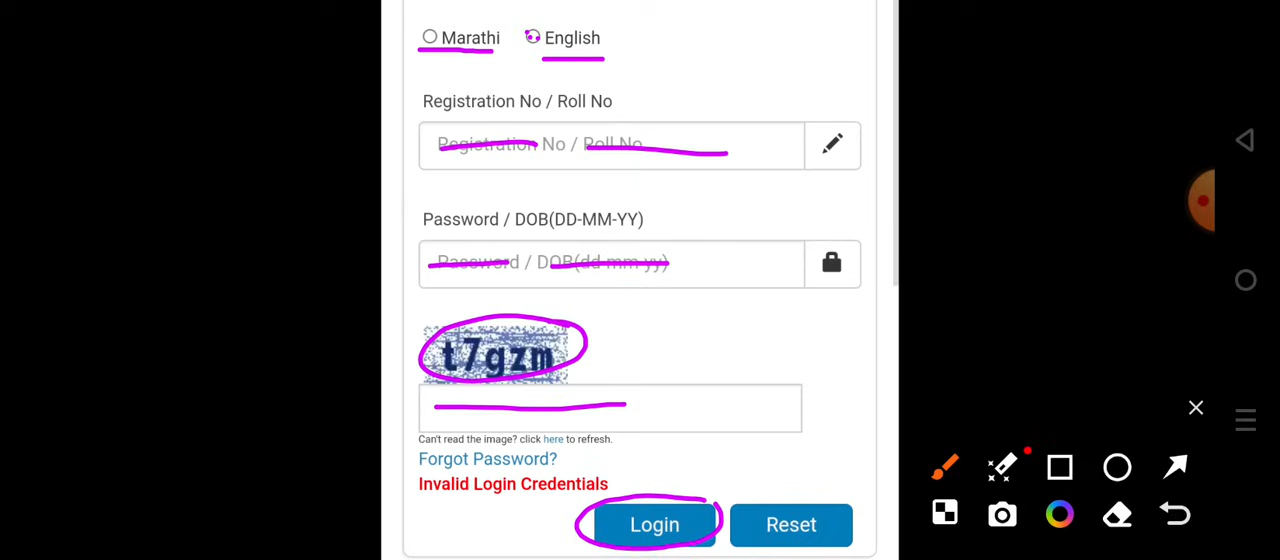 Marathi English
Registration No / Roll No
Registration No / Roll No
Password / DOB(DD-MM-YY)
Password / DOB(dd-mm-yy)
t7gzm
Can't read the image? click here to refresh.
Forgot Password?
Invalid Login Credentials
Login Reset